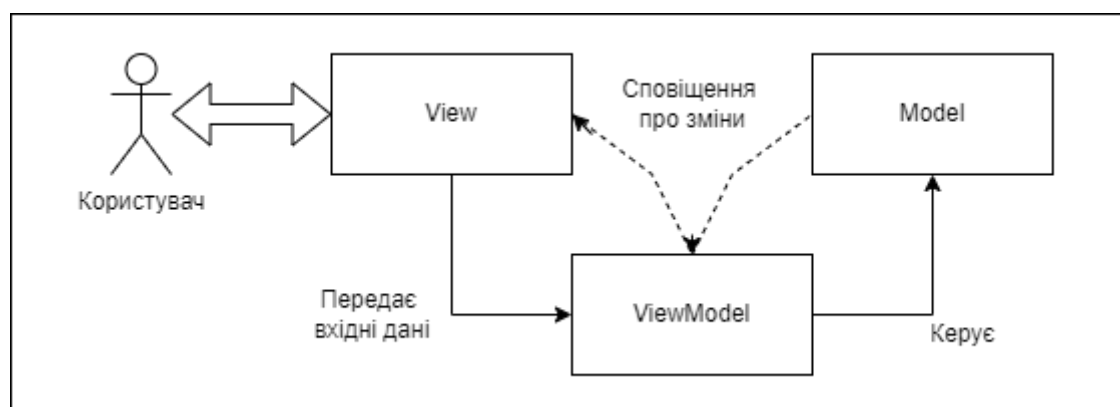 View
Сповіщення
про зміни
Model
Користувач
Передає
вхідні дані
ViewModel
Керує